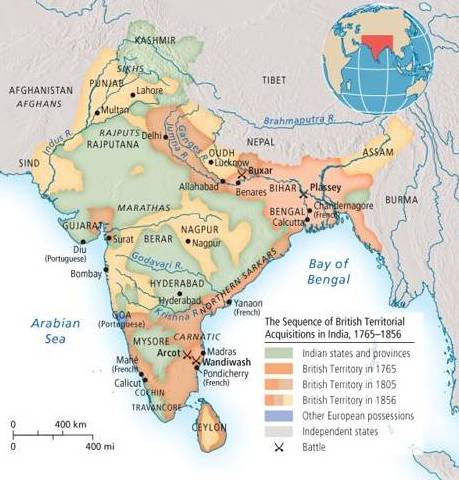 KASHMIR
SIKHS
PUNJAB
Lahore
AFGHANISTAN
AFGHANS
Multan
TIBET
Indus R.
RAJPUTS
RAJPUTANA
Delhi
Ganges R.
Jumna R.
Brahmaputra R.
NEPAL
OUDH
Lucknow
ASSAM
SIND
Buxar
Allahabad
Benares
BIHAR
Plassey
MARATHAS
BENGAL
Chandernagore
(French)
Calcutta
BURMA
GUJARAT
Surat
Diu
(Portuguese)
BERAR
NAGPUR
Nagpur
Bombay
Godavari R.
NORTHERN SARKARS
Bay of
Bengal
HYDERABAD
Hyderabad
GOA
(Portuguese)
Krishna R.
Yanaon
(French)
Arabian
Sea
CARNATIC
MYSORE
Arcot
Madras
Wandiwash
Pondicherry
(French)
Mahé
(French)
Calicut
COCHIN
TRAVANCORE
CEYLON
The Sequence of British Territorial
Acquisitions in India, 1765–1856
Indian states and provinces
British Territory in 1765
British Territory in 1805
British Territory in 1856
Other European possessions
Independent states
Battle
0
400 km
0
400 mi